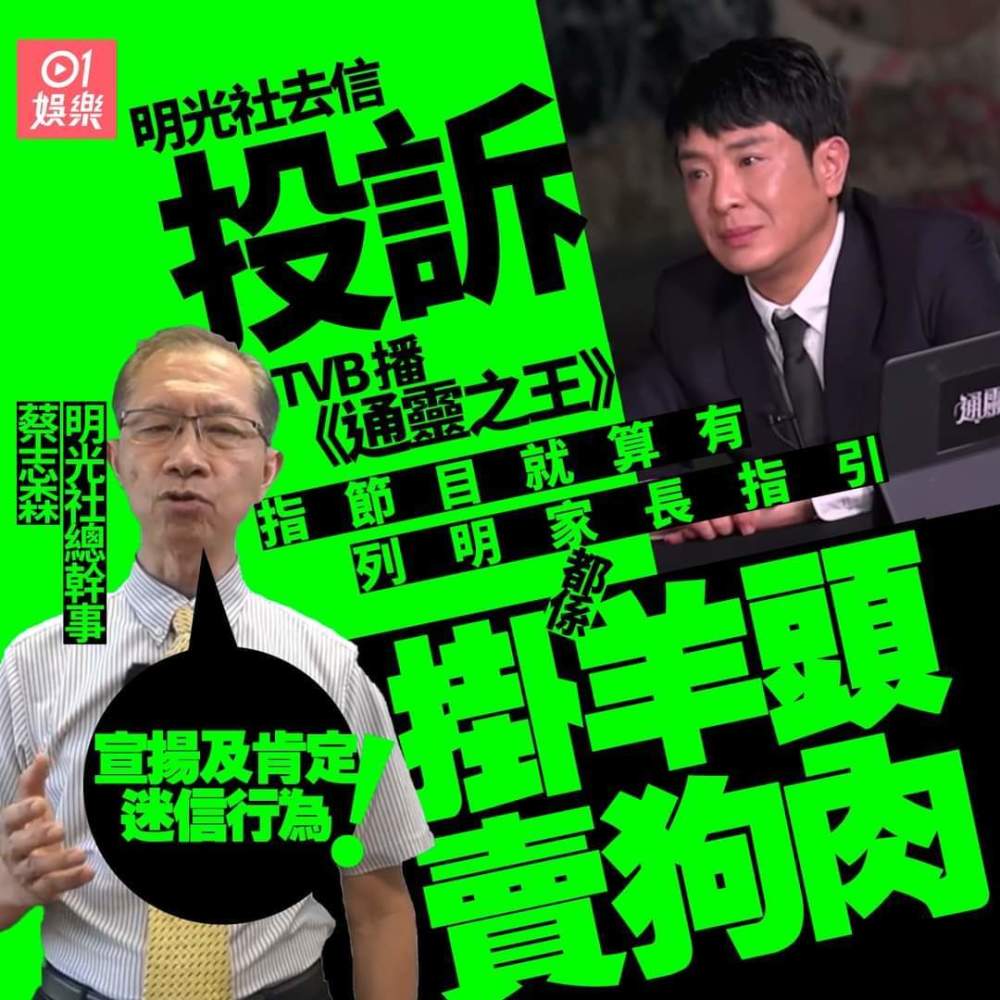 01
娛樂
明光社去信
投訴
TVB播
《通靈之王》
指節目就算有
列明家長指引
都係
掛羊頭
賣狗肉
明光社總幹事
蔡志森
宣揚及肯定
迷信行為！
通靈